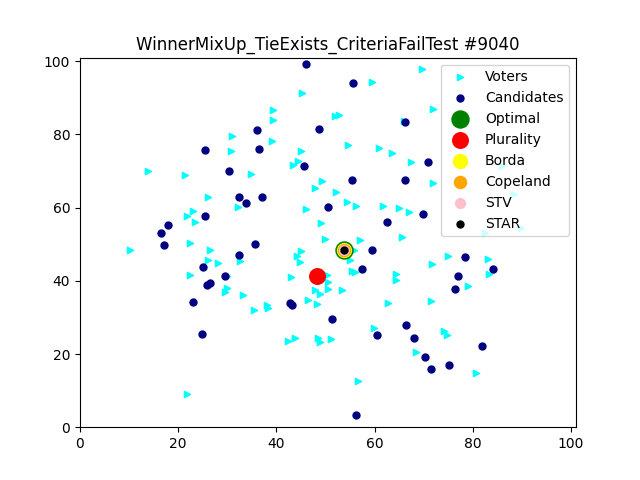 WinnerMixUp_TieExists_CriteriaFailTest #9040
100
80
60
40
20
0
0 20 40 60 80 100
Voters
Candidates
Optimal
Plurality
Borda
Copeland
STV
STAR